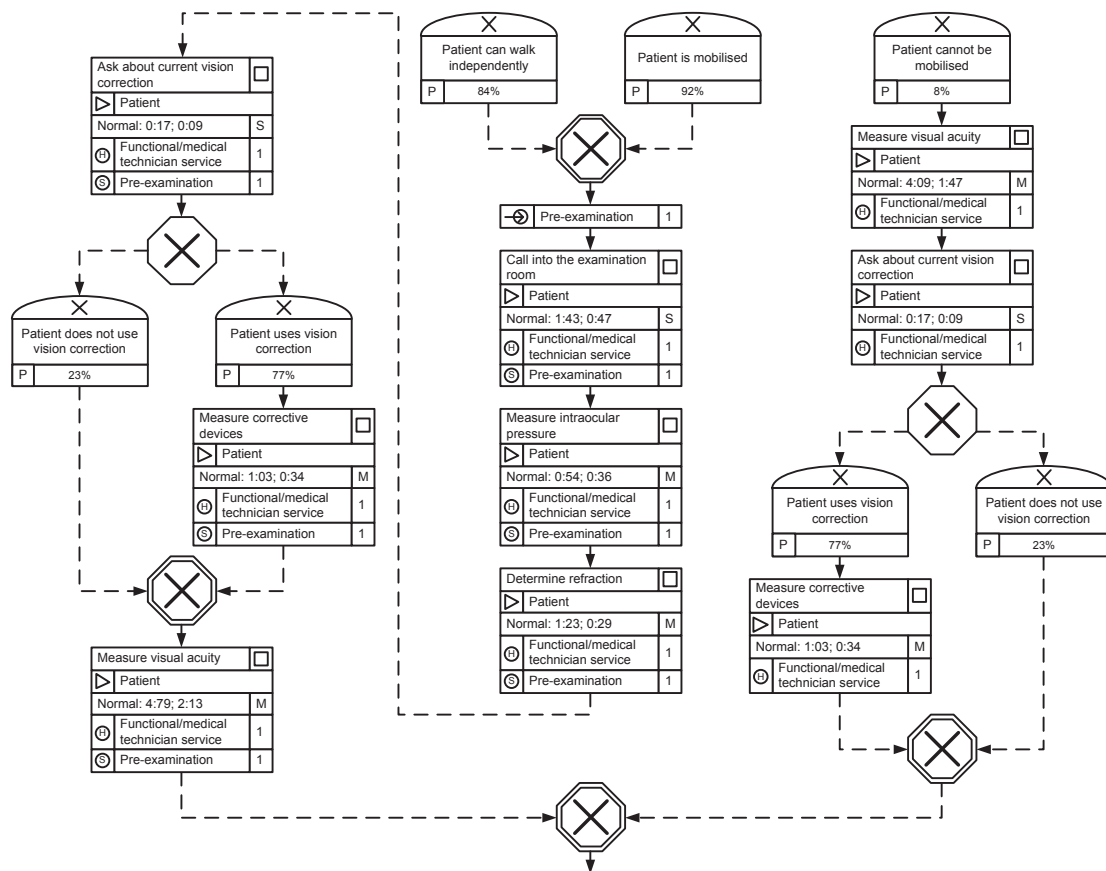 Patient can walk
independently
P 84%
Patient is mobilised
P 92%
Patient cannot be
mobilised
P 8%
Ask about current vision
correction
Patient
Normal: 0:17; 0:09 S
H Functional/medical
technician service 1
S Pre-examination 1
Patient does not use
vision correction
P 23%
Patient uses vision
correction
P 77%
Measure corrective
devices
Patient
Normal: 1:03; 0:34 M
H Functional/medical
technician service 1
S Pre-examination 1
Measure visual acuity
Patient
Normal: 4:79; 2:13 M
H Functional/medical
technician service 1
S Pre-examination 1
Pre-examination 1
Call into the examination
room
Patient
Normal: 1:43; 0:47 S
H Functional/medical
technician service 1
S Pre-examination 1
Measure intraocular
pressure
Patient
Normal: 0:54; 0:36 M
H Functional/medical
technician service 1
S Pre-examination 1
Determine refraction
Patient
Normal: 1:23; 0:29 M
H Functional/medical
technician service 1
S Pre-examination 1
Measure visual acuity
Patient
Normal: 4:09; 1:47 M
H Functional/medical
technician service 1
Ask about current vision
correction
Patient
Normal: 0:17; 0:09 S
H Functional/medical
technician service 1
Patient uses vision
correction
P 77%
Patient does not use
vision correction
P 23%
Measure corrective
devices
Patient
Normal: 1:03; 0:34 M
H Functional/medical
technician service 1